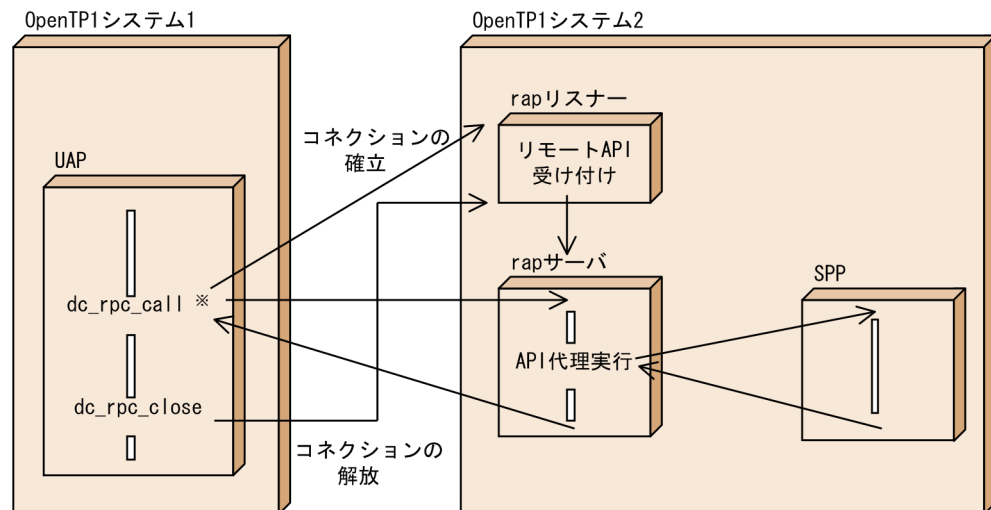 OpenTP1システム1
OpenTP1システム2
rapリスナー
コネクションの
確立
リモートAPI
受け付け
UAP
rapサーバ
SPP
dc_rpc_call ※
API代理実行
dc_rpc_close
コネクションの
解放